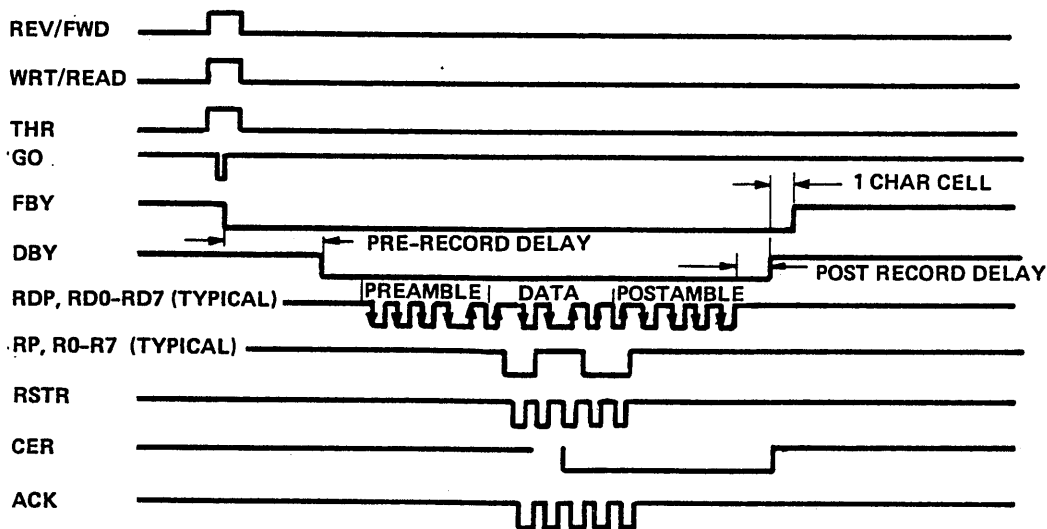 REV/FWD
WRT/READ
THR
GO
1 CHAR CELL
FBY
PRE-RECORD DELAY
DBY
POST RECORD DELAY
RDP, RD0-RD7 (TYPICAL)
PREAMBLE
DATA
POSTAMBLE
RP, R0-R7 (TYPICAL)
RSTR
CER
ACK